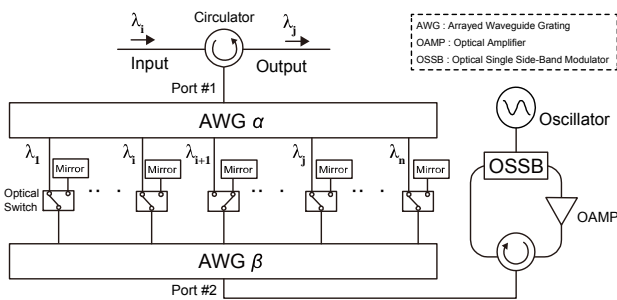 λi
Circulator
λj
Input
Output
Port #1
AWG : Arrayed Waveguide Grating
OAMP : Optical Amplifier
OSSB : Optical Single Side-Band Modulator
AWG α
Oscillator
λ1
λi
λi+1
λj
λn
Mirror
Mirror
Mirror
Mirror
Mirror
OSSB
Optical
Switch
OAMP
AWG β
Port #2